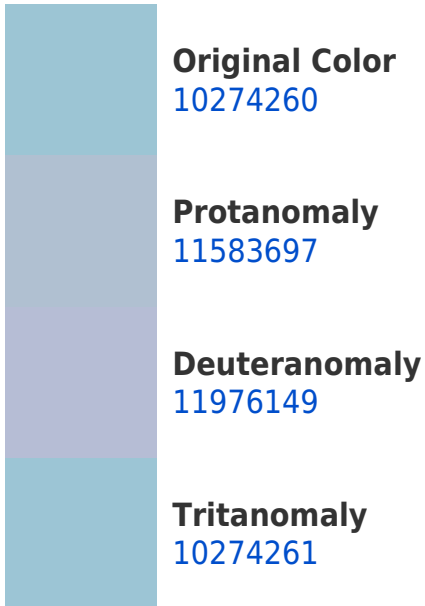 Original Color
10274260
Protanomaly
11583697
Deuteranomaly
11976149
Tritanomaly
10274261